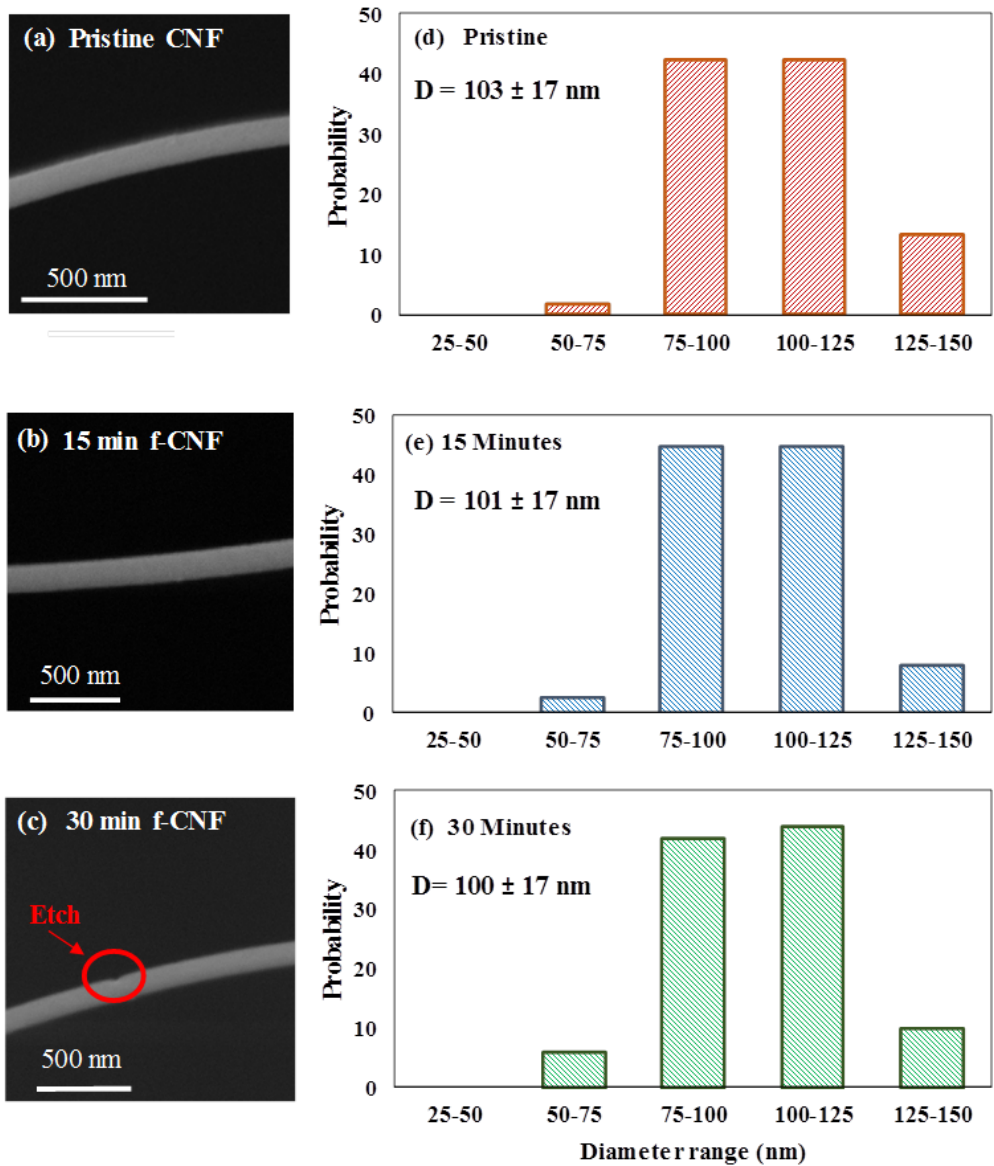 (a) Pristine CNF
500 nm
(d) Pristine
D = 103 ± 17 nm
Probability
50
40
30
20
10
0
25-50 50-75 75-100 100-125 125-150
(b) 15 min f-CNF
500 nm
(e) 15 Minutes
D = 101 ± 17 nm
Probability
50
40
30
20
10
0
25-50 50-75 75-100 100-125 125-150
(c) 30 min f-CNF
Etch
500 nm
(f) 30 Minutes
D= 100 ± 17 nm
Probability
50
40
30
20
10
0
25-50 50-75 75-100 100-125 125-150
Diameter range (nm)